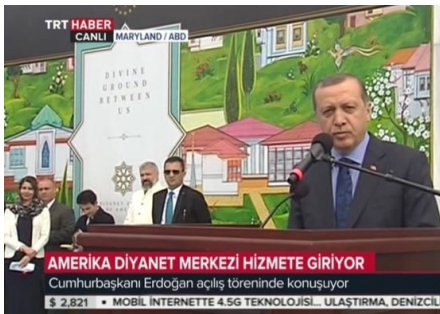 TRT HABER
CANLI
MARYLAND / ABD
DIVINE
GROUND
BETWEEN
US
AMERİKA DİYANET MERKEZİ HİZMETE GİRİYOR
Cumhurbaşkanı Erdoğan açılış töreninde konuşuyor
$ 2,821 • MOBİL İNTERNETTE 4.5G TEKNOLOJİSİ... ULAŞTIRMA, DENİZCİL